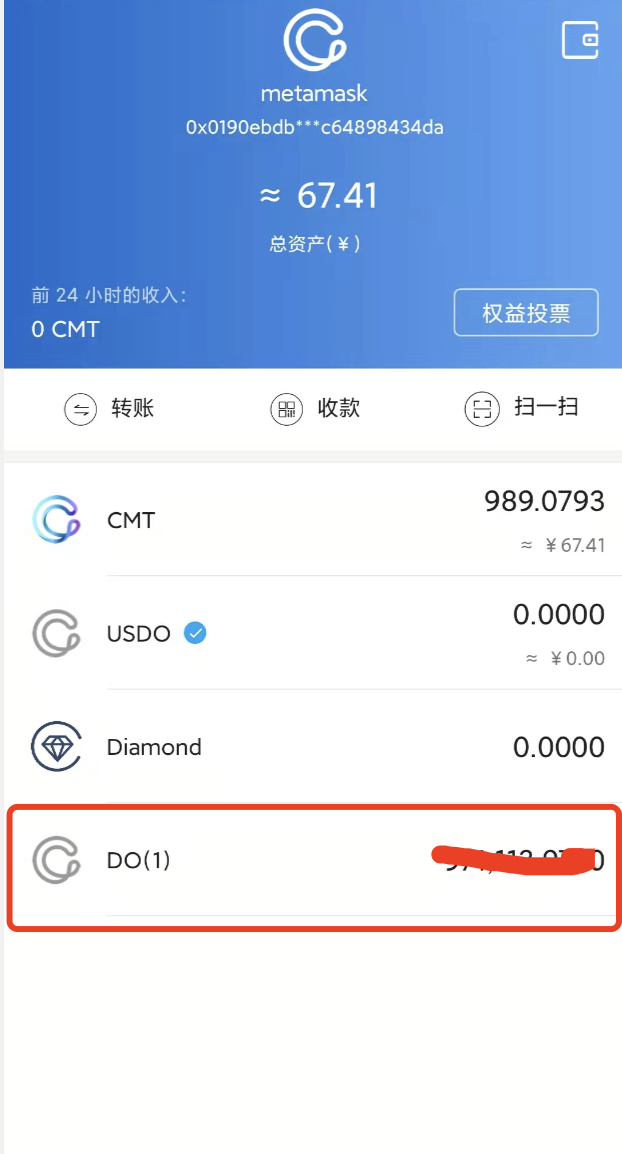 metamask
0x0190ebdb***c64898434da
≈ 67.41
总资产(¥)
前 24 小时的收入:
0 CMT
权益投票
转账
收款
扫一扫
CMT
989.0793
≈ ¥67.41
USDO
0.0000
≈ ¥0.00
Diamond
0.0000
DO(1)